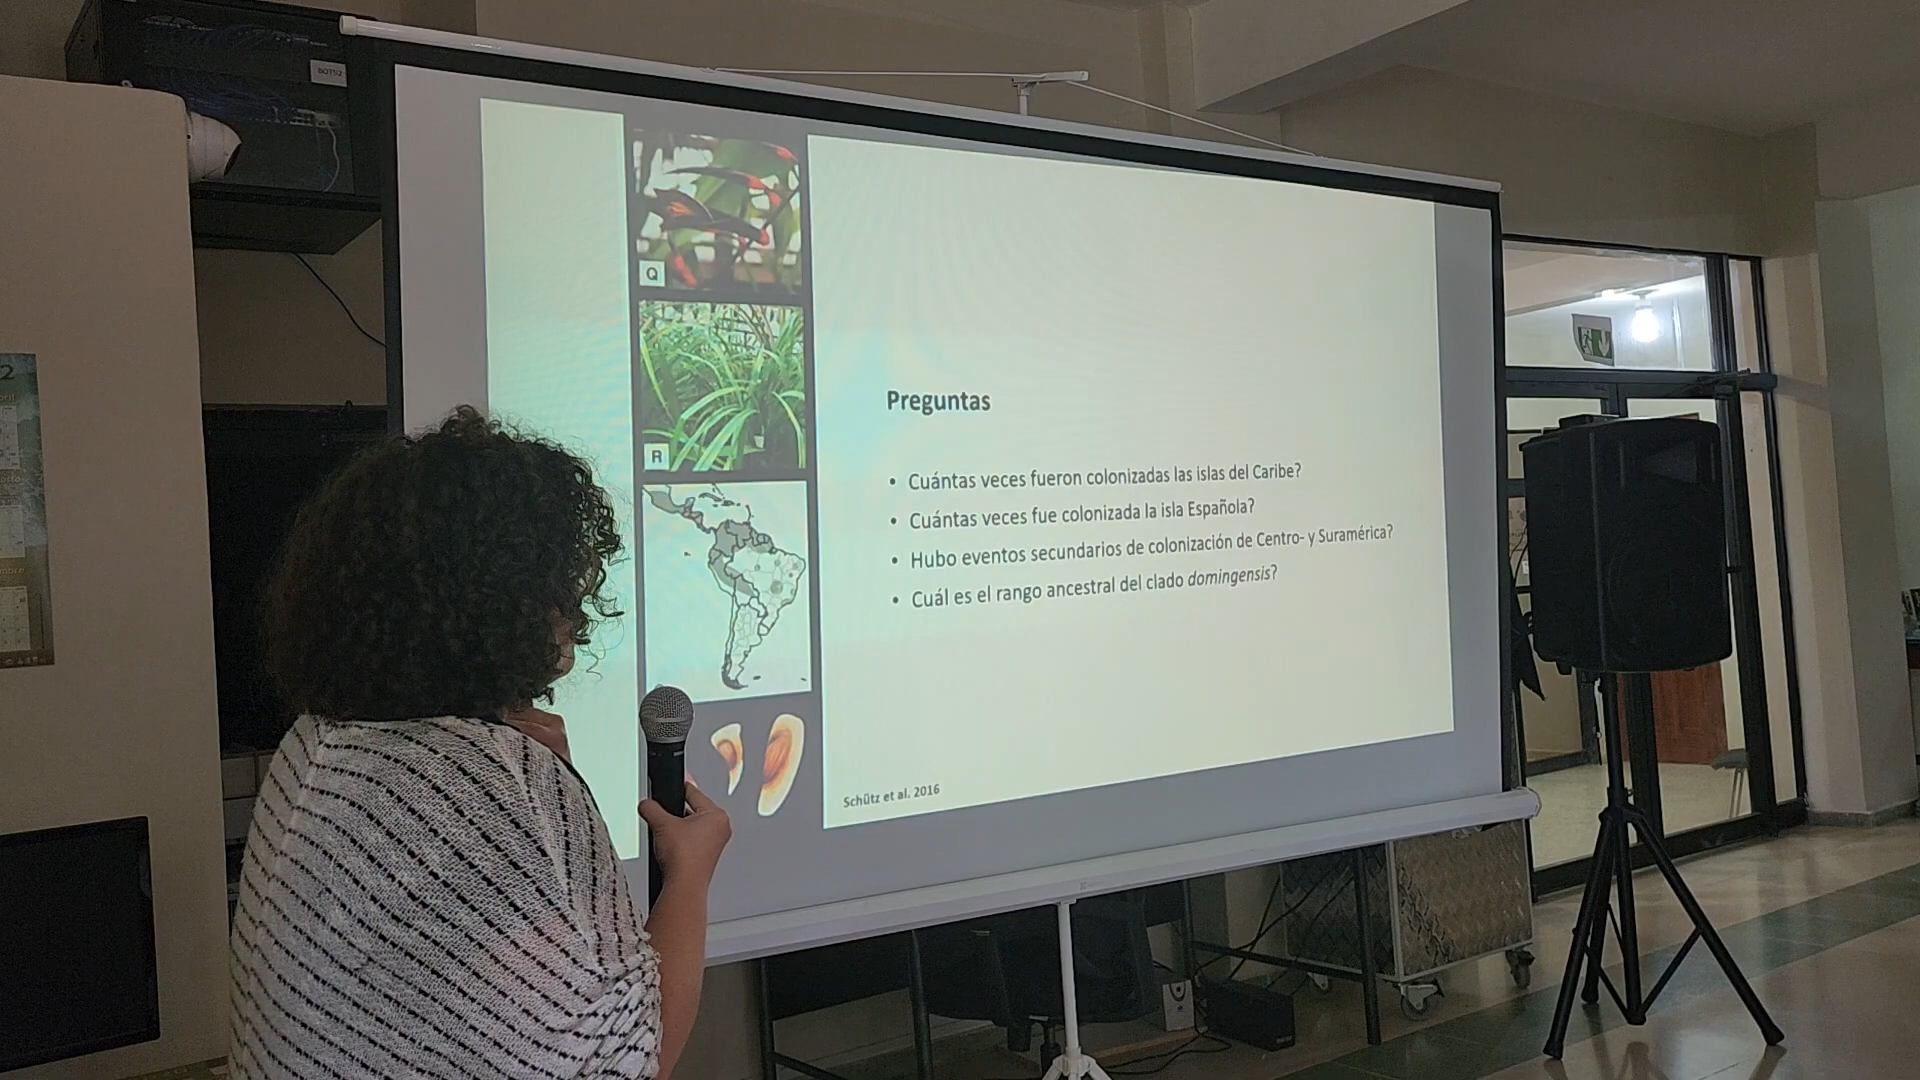 BOT512
Q
R
Preguntas
• Cuántas veces fueron colonizadas las islas del Caribe?
• Cuántas veces fue colonizada la isla Española?
• Hubo eventos secundarios de colonización de Centro- y Suramérica?
• Cuál es el rango ancestral del clado domingensis?
Schütz et al. 2016